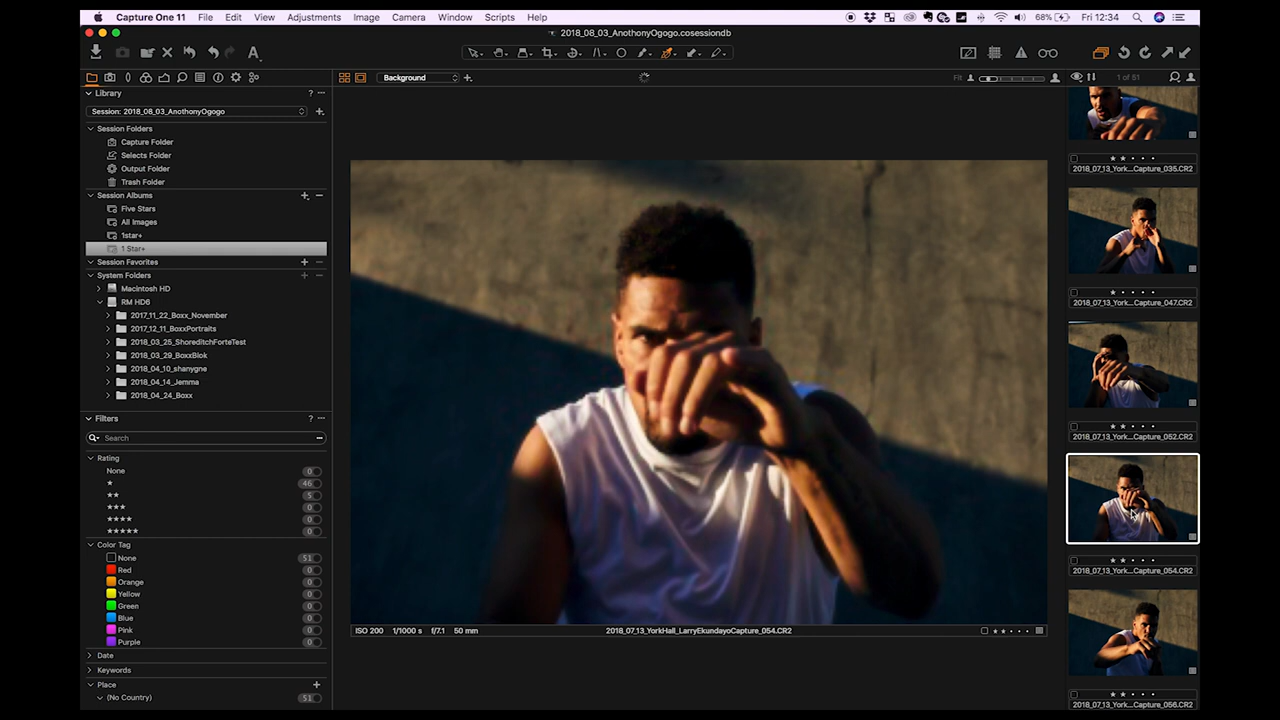 Capture One 11 File Edit View Adjustments Image Camera Window Scripts Help 68% Fri 12:34
2018_08_03_AnothonyOgogo.cosessiondb
Background
Fit
1 of 51
Library
Session: 2018_08_03_AnothonyOgogo
Session Folders
Capture Folder
Selects Folder
Output Folder
Trash Folder
Session Albums
Five Stars
All Images
1star+
1 Star+
Session Favorites
System Folders
Macintosh HD
RM HD6
2017_11_22_Boxx_November
2017_12_11_BoxxPortraits
2018_03_25_ShoreditchForteTest
2018_03_29_BoxxBlok
2018_04_10_shanygne
2018_04_14_Jemma
2018_04_24_Boxx
Filters
Search
Rating
None 0
★ 46
★★ 5
★★★ 0
★★★★ 0
★★★★★ 0
Color Tag
None 51
Red 0
Orange 0
Yellow 0
Green 0
Blue 0
Pink 0
Purple 0
Date
Keywords
Place
(No Country) 51
ISO 200 1/1000 s f/7.1 50 mm 2018_07_13_YorkHall_LarryEkundayoCapture_054.CR2
2018_07_13_York...Capture_035.CR2
2018_07_13_York...Capture_047.CR2
2018_07_13_York...Capture_052.CR2
2018_07_13_York...Capture_054.CR2
2018_07_13_York...Capture_056.CR2